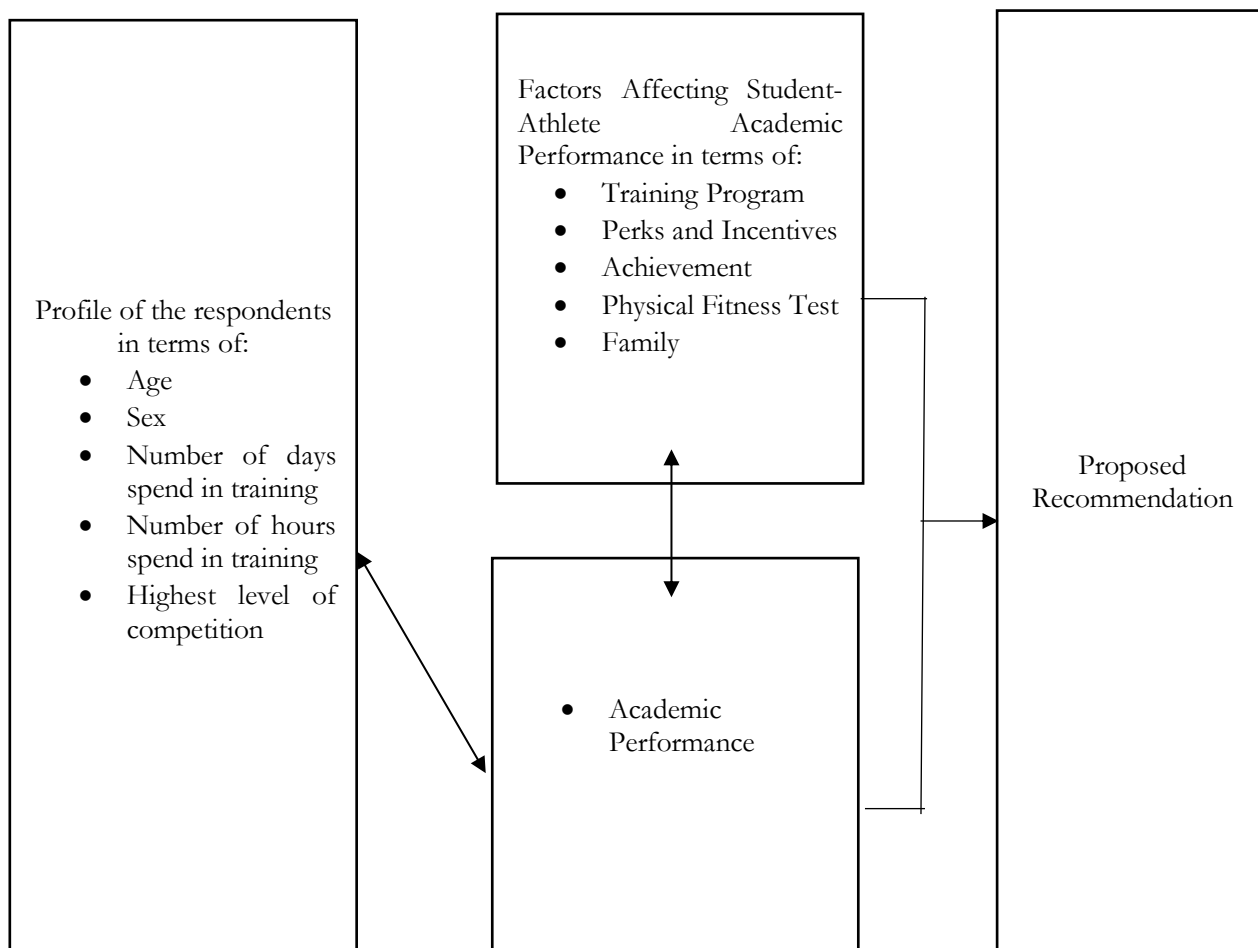 Profile of the respondents
in terms of:
• Age
• Sex
• Number of days
spend in training
• Number of hours
spend in training
• Highest level of
competition
Factors Affecting Student-
Athlete Academic
Performance in terms of:
• Training Program
• Perks and Incentives
• Achievement
• Physical Fitness Test
• Family
• Academic
Performance
Proposed
Recommendation